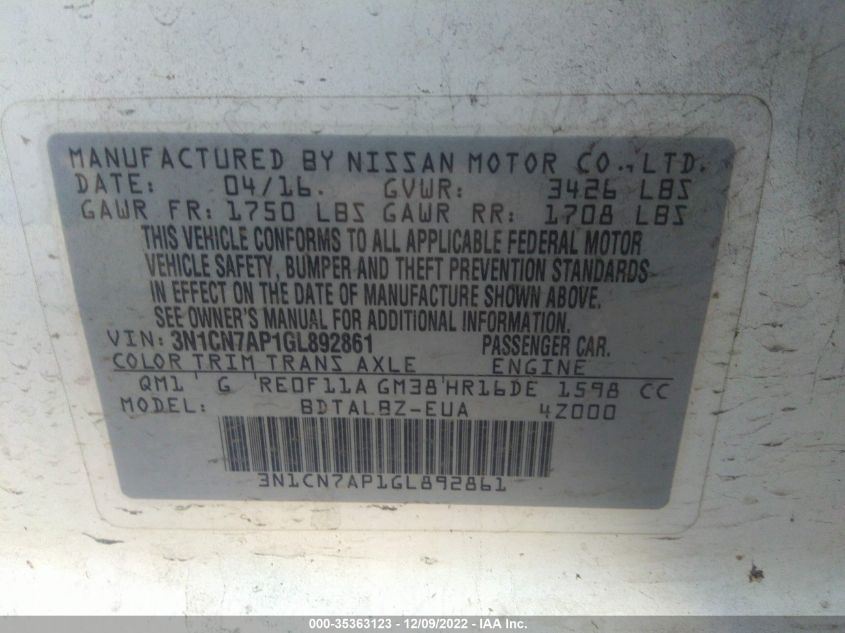 MANUFACTURED BY NISSAN MOTOR CO., LTD.
DATE: 04/16. GVWR: 3426 LBS
GAWR FR: 1750 LBS GAWR RR: 1708 LBS
THIS VEHICLE CONFORMS TO ALL APPLICABLE FEDERAL MOTOR
VEHICLE SAFETY, BUMPER AND THEFT PREVENTION STANDARDS
IN EFFECT ON THE DATE OF MANUFACTURE SHOWN ABOVE.
SEE OWNER'S MANUAL FOR ADDITIONAL INFORMATION.
VIN: 3N1CN7AP1GL892861 PASSENGER CAR.
COLOR TRIM TRANS AXLE ENGINE
QM1 G RE0F11A GM38 HR16DE 1598 CC
MODEL: BDTALBZ-EUA 4Z000
3N1CN7AP1GL892861
000-35363123 - 12/09/2022 - IAA Inc.